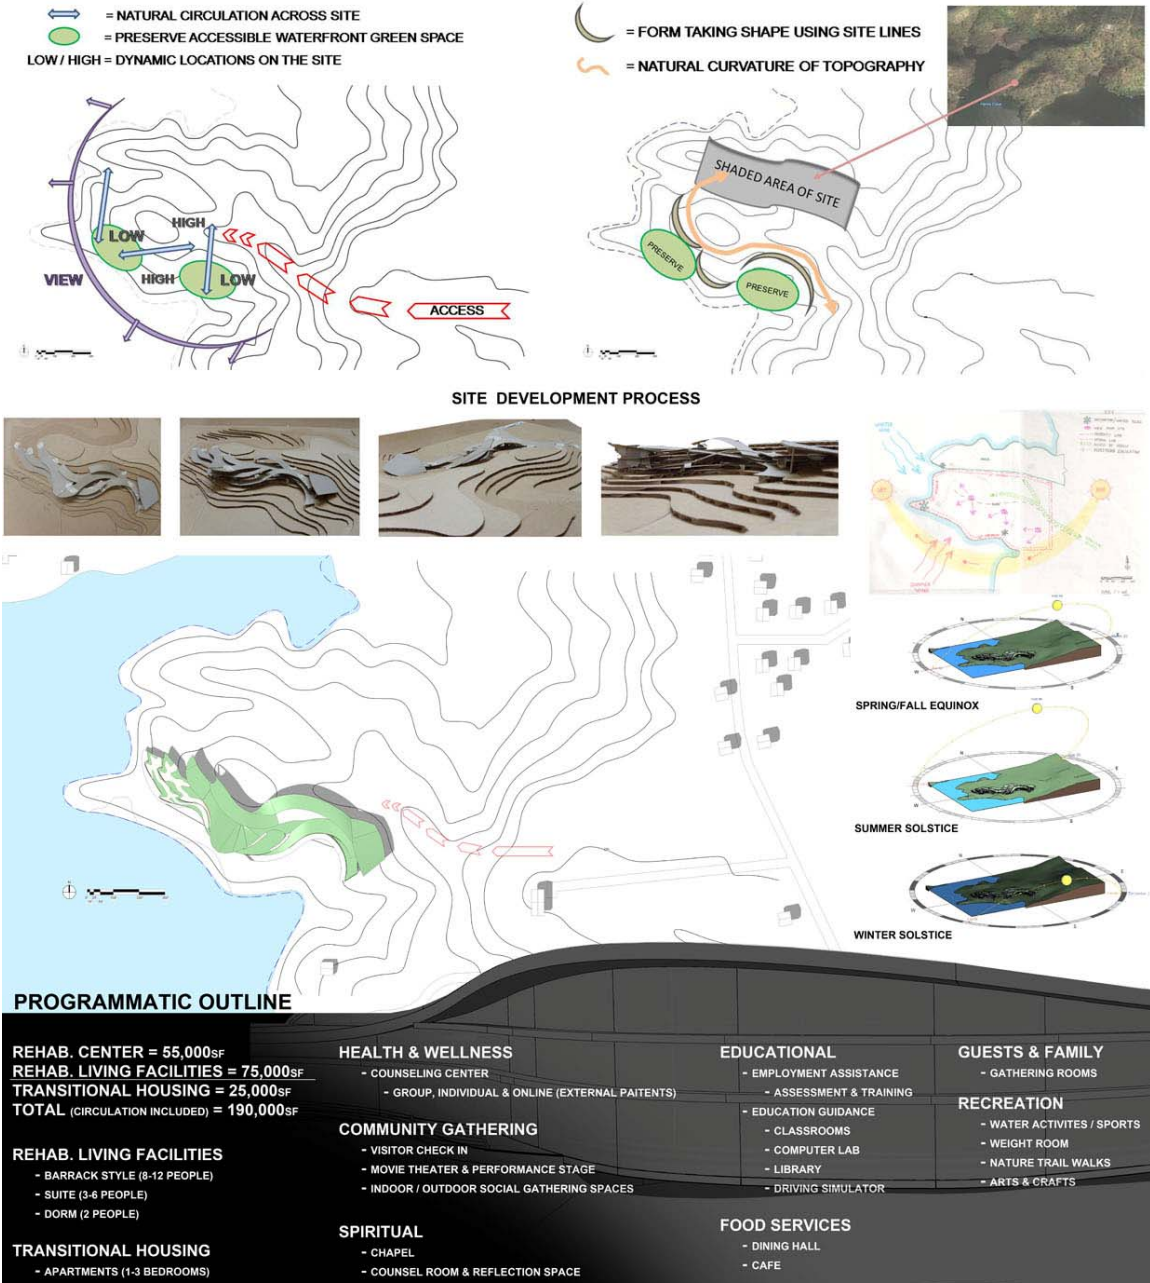 = NATURAL CIRCULATION ACROSS SITE
= PRESERVE ACCESSIBLE WATERFRONT GREEN SPACE
LOW / HIGH = DYNAMIC LOCATIONS ON THE SITE
HIGH
LOW
VIEW
HIGH
LOW
ACCESS
= FORM TAKING SHAPE USING SITE LINES
= NATURAL CURVATURE OF TOPOGRAPHY
SHADED AREA OF SITE
PRESERVE
PRESERVE
SITE DEVELOPMENT PROCESS
SPRING/FALL EQUINOX
SUMMER SOLSTICE
WINTER SOLSTICE
PROGRAMMATIC OUTLINE
REHAB. CENTER = 55,000SF
REHAB. LIVING FACILITIES = 75,000SF
TRANSITIONAL HOUSING = 25,000SF
TOTAL (CIRCULATION INCLUDED) = 190,000SF
REHAB. LIVING FACILITIES
- BARRACK STYLE (8-12 PEOPLE)
- SUITE (3-6 PEOPLE)
- DORM (2 PEOPLE)
TRANSITIONAL HOUSING
- APARTMENTS (1-3 BEDROOMS)
HEALTH & WELLNESS
- COUNSELING CENTER
- GROUP, INDIVIDUAL & ONLINE (EXTERNAL PAITENTS)
COMMUNITY GATHERING
- VISITOR CHECK IN
- MOVIE THEATER & PERFORMANCE STAGE
- INDOOR / OUTDOOR SOCIAL GATHERING SPACES
SPIRITUAL
- CHAPEL
- COUNSEL ROOM & REFLECTION SPACE
EDUCATIONAL
- EMPLOYMENT ASSISTANCE
- ASSESSMENT & TRAINING
- EDUCATION GUIDANCE
- CLASSROOMS
- COMPUTER LAB
- LIBRARY
- DRIVING SIMULATOR
FOOD SERVICES
- DINING HALL
- CAFE
GUESTS & FAMILY
- GATHERING ROOMS
RECREATION
- WATER ACTIVITES / SPORTS
- WEIGHT ROOM
- NATURE TRAIL WALKS
- ARTS & CRAFTS